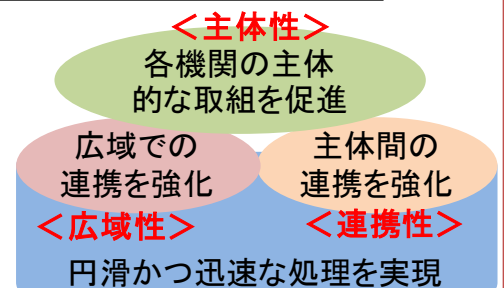 ＜主体性＞
各機関の主体
的な取組を促進
広域での
連携を強化
主体間の
連携を強化
＜広域性＞
＜連携性＞
円滑かつ迅速な処理を実現